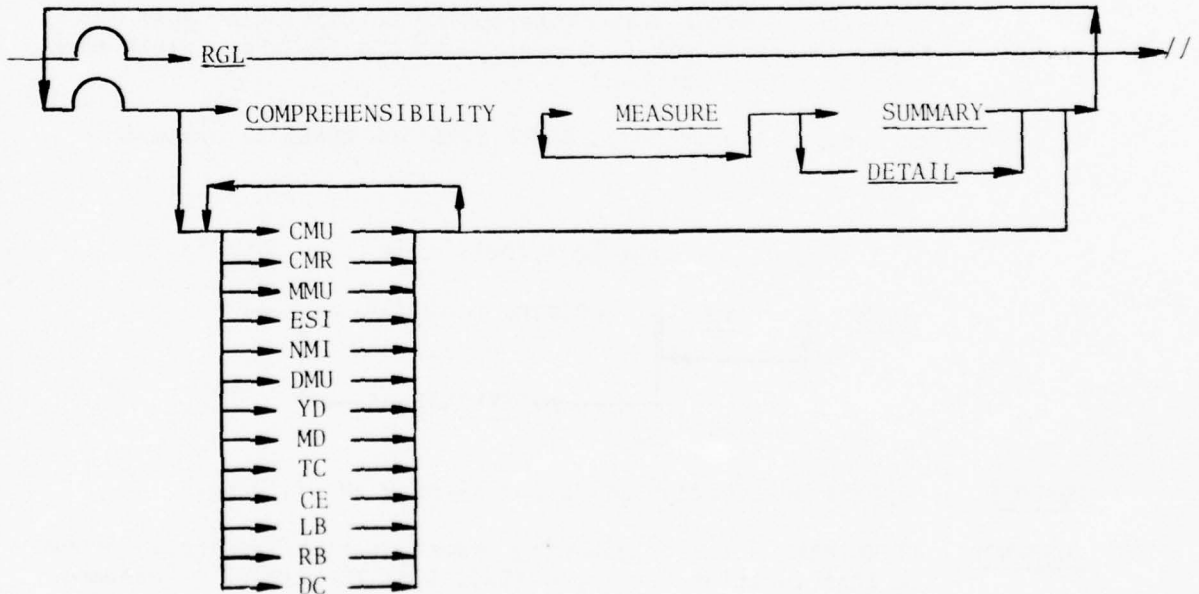 RGL //
COMPREHENSIBILITY MEASURE SUMMARY
DETAIL
CMU
CMR
MMU
ESI
NMI
DMU
YD
MD
TC
CE
LB
RB
DC